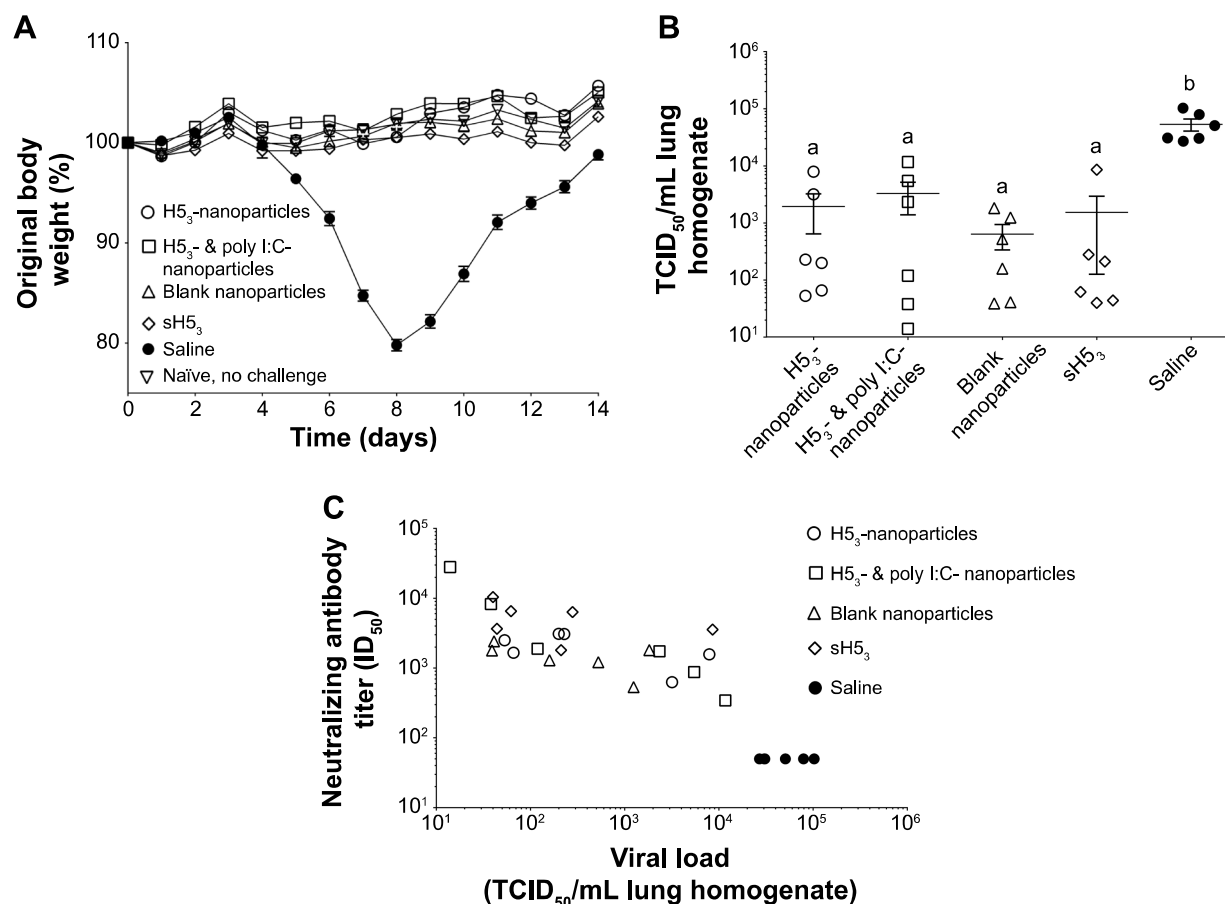 A
110
100
90
80
Original body
weight (%)
H5₃-nanoparticles
H5₃- & poly I:C-
nanoparticles
Blank nanoparticles
sH5₃
Saline
Naïve, no challenge
0 2 4 6 8 10 12 14
Time (days)
B
10⁶
10⁵
10⁴
10³
10²
10¹
TCID₅₀/mL lung
homogenate
a a a a b
H5₃-
nanoparticles
H5₃- & poly I:C-
nanoparticles
Blank
nanoparticles
sH5₃
Saline
C
10⁵
10⁴
10³
10²
10¹
Neutralizing antibody
titer (ID₅₀)
H5₃-nanoparticles
H5₃- & poly I:C- nanoparticles
Blank nanoparticles
sH5₃
Saline
10¹ 10² 10³ 10⁴ 10⁵ 10⁶
Viral load
(TCID₅₀/mL lung homogenate)